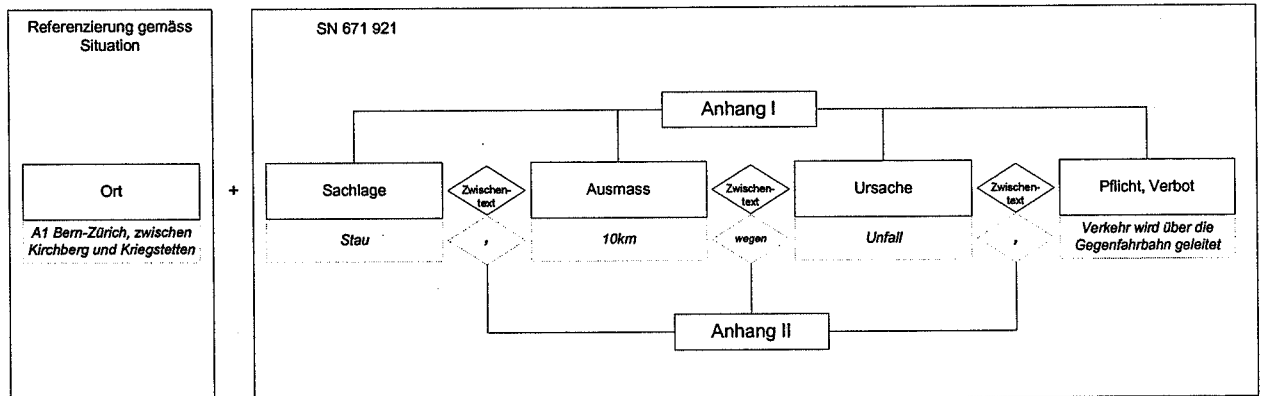 Referenzierung gemäss
Situation
SN 671 921
Anhang I
Ort
+
Sachlage
Zwischen-
text
Ausmass
Zwischen-
text
Ursache
Zwischen-
text
Pflicht, Verbot
A1 Bern-Zürich, zwischen
Kirchberg und Kriegstetten
Stau
,
10km
wegen
Unfall
,
Verkehr wird über die
Gegenfahrbahn geleitet
Anhang II